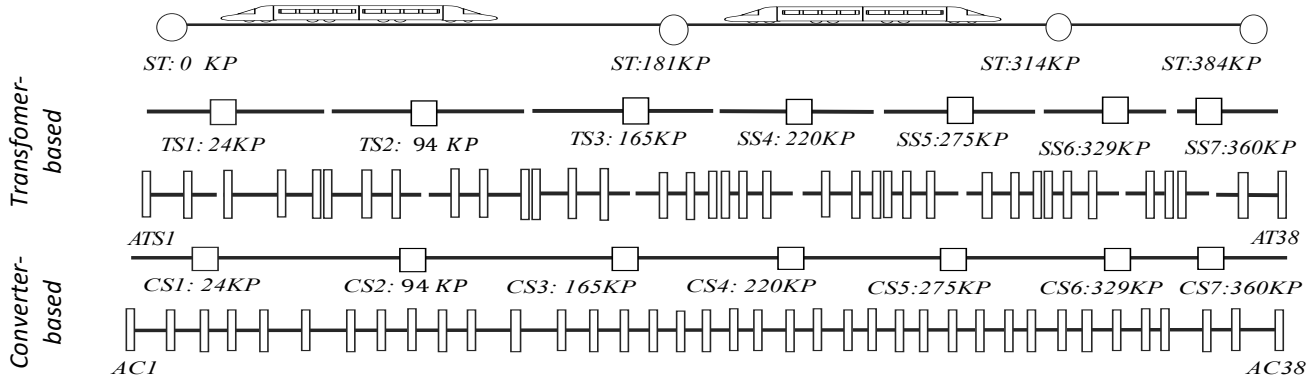 ST: 0 KP
ST:181KP
ST:314KP
ST:384KP
Transfomer-
based
TS1: 24KP
TS2: 94 KP
TS3: 165KP
SS4: 220KP
SS5:275KP
SS6:329KP
SS7:360KP
ATS1
AT38
Converter-
based
CS1: 24KP
CS2: 94 KP
CS3: 165KP
CS4: 220KP
CS5:275KP
CS6:329KP
CS7:360KP
AC1
AC38